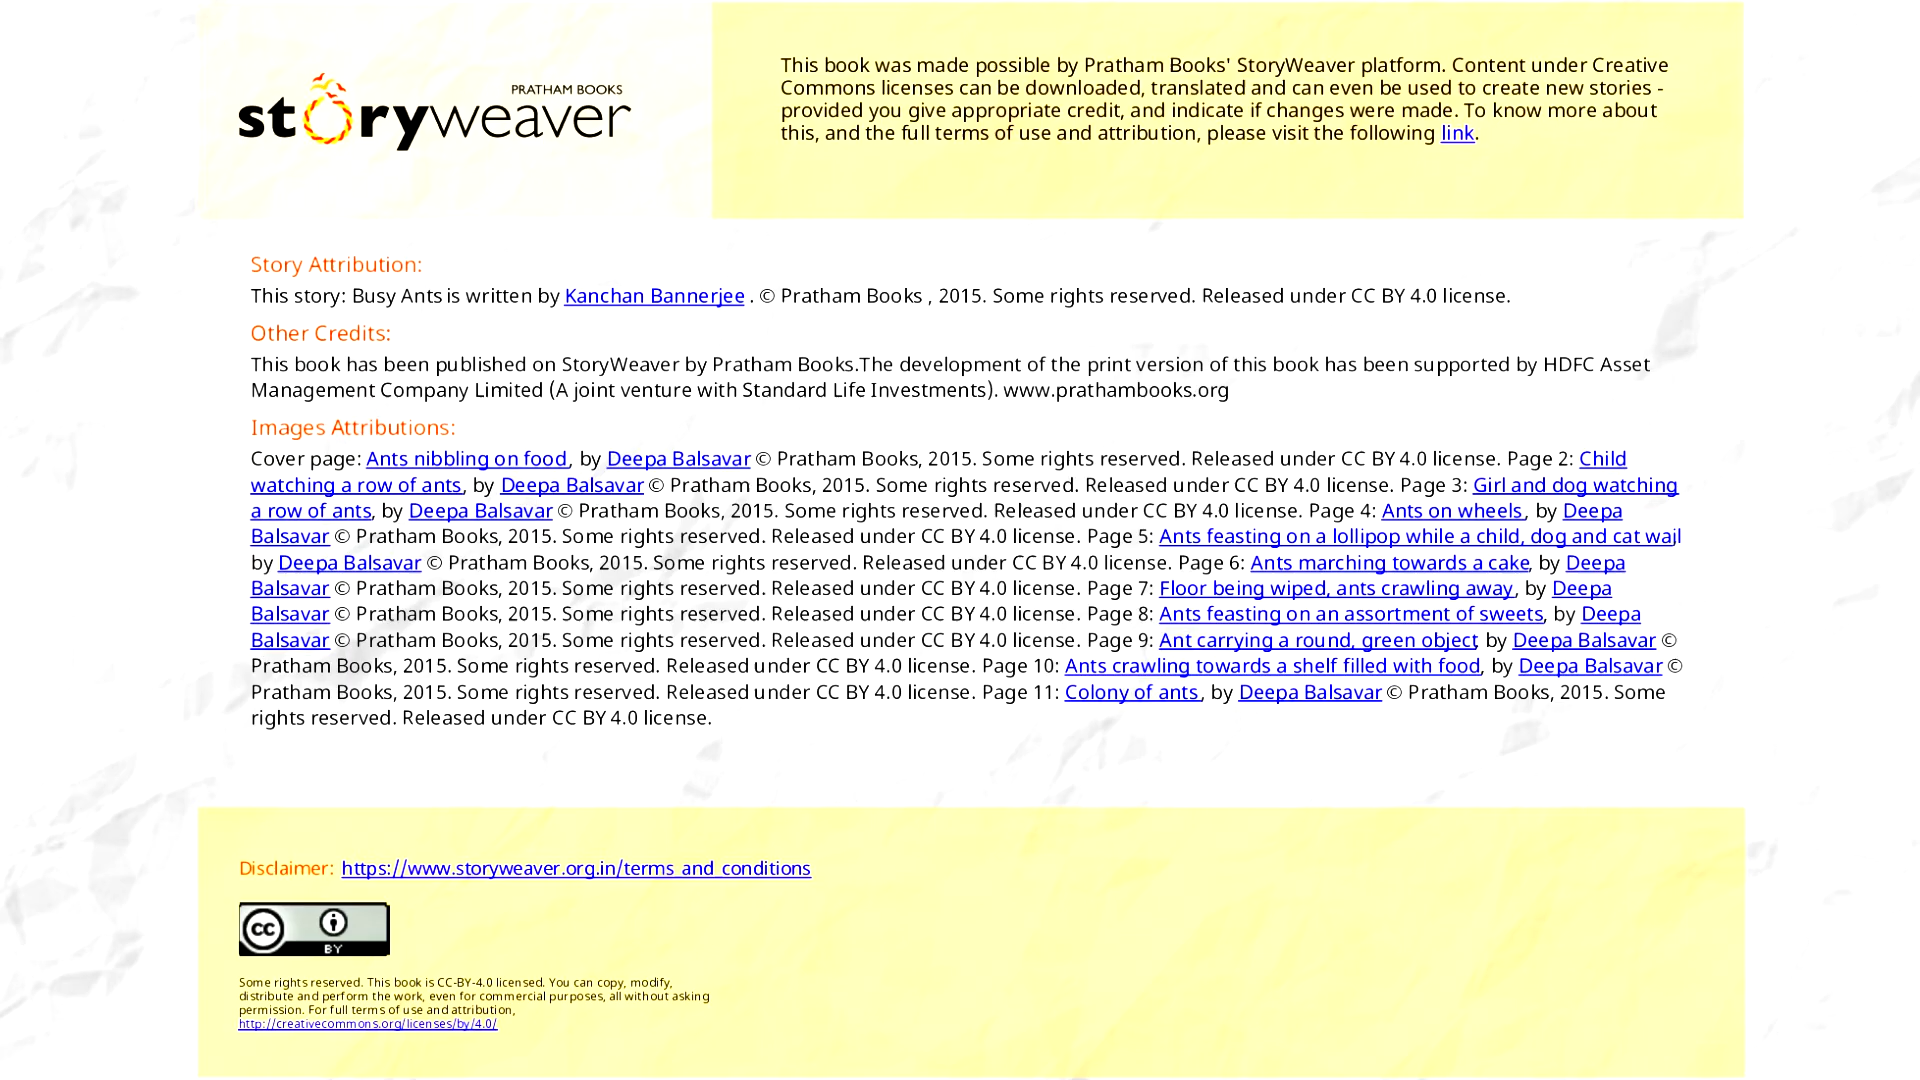 PRATHAM BOOKS
storyweaver
This book was made possible by Pratham Books' StoryWeaver platform. Content under Creative
Commons licenses can be downloaded, translated and can even be used to create new stories -
provided you give appropriate credit, and indicate if changes were made. To know more about
this, and the full terms of use and attribution, please visit the following link.
Story Attribution:
This story: Busy Ants is written by Kanchan Bannerjee . © Pratham Books , 2015. Some rights reserved. Released under CC BY 4.0 license.
Other Credits:
This book has been published on StoryWeaver by Pratham Books.The development of the print version of this book has been supported by HDFC Asset
Management Company Limited (A joint venture with Standard Life Investments). www.prathambooks.org
Images Attributions:
Cover page: Ants nibbling on food, by Deepa Balsavar © Pratham Books, 2015. Some rights reserved. Released under CC BY 4.0 license. Page 2: Child
watching a row of ants, by Deepa Balsavar © Pratham Books, 2015. Some rights reserved. Released under CC BY 4.0 license. Page 3: Girl and dog watching
a row of ants, by Deepa Balsavar © Pratham Books, 2015. Some rights reserved. Released under CC BY 4.0 license. Page 4: Ants on wheels, by Deepa
Balsavar © Pratham Books, 2015. Some rights reserved. Released under CC BY 4.0 license. Page 5: Ants feasting on a lollipop while a child, dog and cat wail,
by Deepa Balsavar © Pratham Books, 2015. Some rights reserved. Released under CC BY 4.0 license. Page 6: Ants marching towards a cake, by Deepa
Balsavar © Pratham Books, 2015. Some rights reserved. Released under CC BY 4.0 license. Page 7: Floor being wiped, ants crawling away, by Deepa
Balsavar © Pratham Books, 2015. Some rights reserved. Released under CC BY 4.0 license. Page 8: Ants feasting on an assortment of sweets, by Deepa
Balsavar © Pratham Books, 2015. Some rights reserved. Released under CC BY 4.0 license. Page 9: Ant carrying a round, green object, by Deepa Balsavar ©
Pratham Books, 2015. Some rights reserved. Released under CC BY 4.0 license. Page 10: Ants crawling towards a shelf filled with food, by Deepa Balsavar ©
Pratham Books, 2015. Some rights reserved. Released under CC BY 4.0 license. Page 11: Colony of ants, by Deepa Balsavar © Pratham Books, 2015. Some
rights reserved. Released under CC BY 4.0 license.
Disclaimer: https://www.storyweaver.org.in/terms_and_conditions
cc
BY
Some rights reserved. This book is CC-BY-4.0 licensed. You can copy, modify,
distribute and perform the work, even for commercial purposes, all without asking
permission. For full terms of use and attribution,
http://creativecommons.org/licenses/by/4.0/